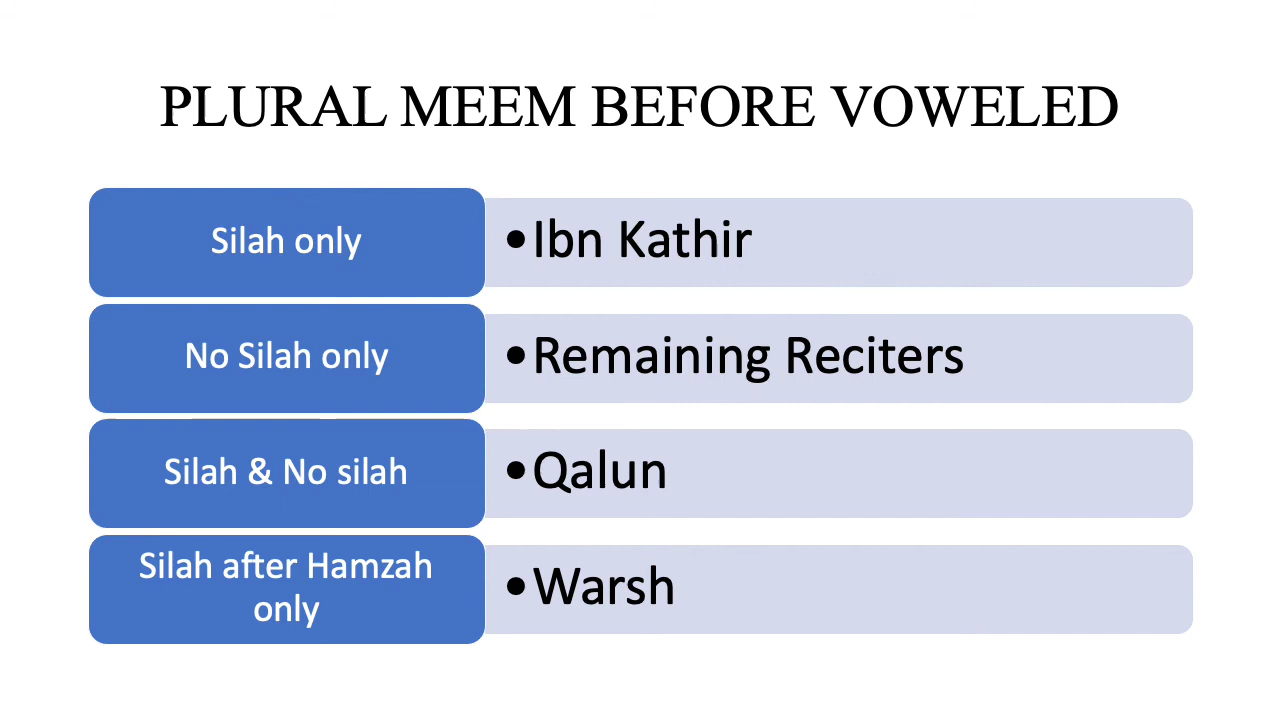 PLURAL MEEM BEFORE VOWELED
Silah only
•Ibn Kathir
No Silah only
•Remaining Reciters
Silah & No silah
•Qalun
Silah after Hamzah
only
•Warsh